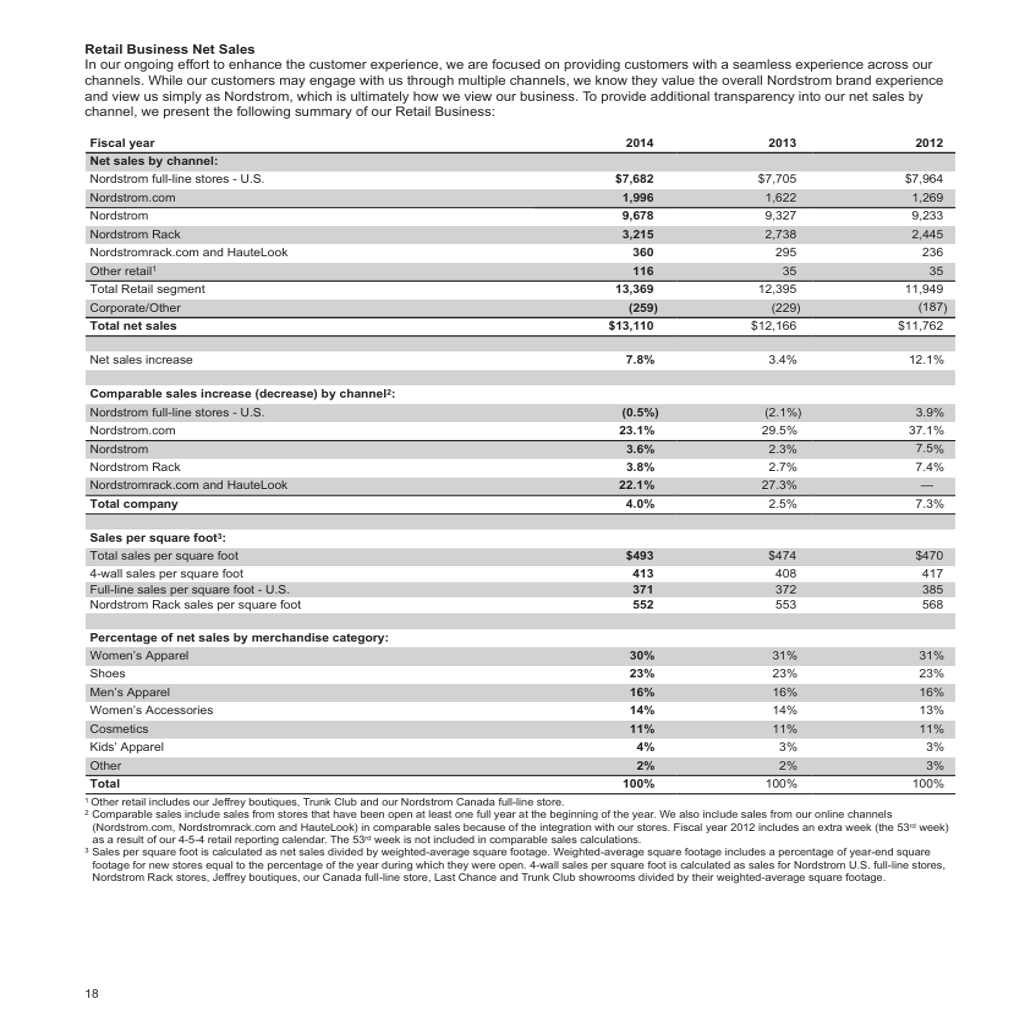 Retail Business Net Sales
In our ongoing effort to enhance the customer experience, we are focused on providing customers with a seamless experience across our
channels. While our customers may engage with us through multiple channels, we know they value the overall Nordstrom brand experience
and view us simply as Nordstrom, which is ultimately how we view our business. To provide additional transparency into our net sales by
channel, we present the following summary of our Retail Business:
Fiscal year 2014 2013 2012
Net sales by channel:
Nordstrom full-line stores - U.S. $7,682 $7,705 $7,964
Nordstrom.com 1,996 1,622 1,269
Nordstrom 9,678 9,327 9,233
Nordstrom Rack 3,215 2,738 2,445
Nordstromrack.com and HauteLook 360 295 236
Other retail¹ 116 35 35
Total Retail segment 13,369 12,395 11,949
Corporate/Other (259) (229) (187)
Total net sales $13,110 $12,166 $11,762
Net sales increase 7.8% 3.4% 12.1%
Comparable sales increase (decrease) by channel²:
Nordstrom full-line stores - U.S. (0.5%) (2.1%) 3.9%
Nordstrom.com 23.1% 29.5% 37.1%
Nordstrom 3.6% 2.3% 7.5%
Nordstrom Rack 3.8% 2.7% 7.4%
Nordstromrack.com and HauteLook 22.1% 27.3% —
Total company 4.0% 2.5% 7.3%
Sales per square foot³:
Total sales per square foot $493 $474 $470
4-wall sales per square foot 413 408 417
Full-line sales per square foot - U.S. 371 372 385
Nordstrom Rack sales per square foot 552 553 568
Percentage of net sales by merchandise category:
Women's Apparel 30% 31% 31%
Shoes 23% 23% 23%
Men's Apparel 16% 16% 16%
Women's Accessories 14% 14% 13%
Cosmetics 11% 11% 11%
Kids' Apparel 4% 3% 3%
Other 2% 2% 3%
Total 100% 100% 100%
¹ Other retail includes our Jeffrey boutiques, Trunk Club and our Nordstrom Canada full-line store.
² Comparable sales include sales from stores that have been open at least one full year at the beginning of the year. We also include sales from our online channels
(Nordstrom.com, Nordstromrack.com and HauteLook) in comparable sales because of the integration with our stores. Fiscal year 2012 includes an extra week (the 53rd week)
as a result of our 4-5-4 retail reporting calendar. The 53rd week is not included in comparable sales calculations.
³ Sales per square foot is calculated as net sales divided by weighted-average square footage. Weighted-average square footage includes a percentage of year-end square
footage for new stores equal to the percentage of the year during which they were open. 4-wall sales per square foot is calculated as sales for Nordstrom U.S. full-line stores,
Nordstrom Rack stores, Jeffrey boutiques, our Canada full-line store, Last Chance and Trunk Club showrooms divided by their weighted-average square footage.
18